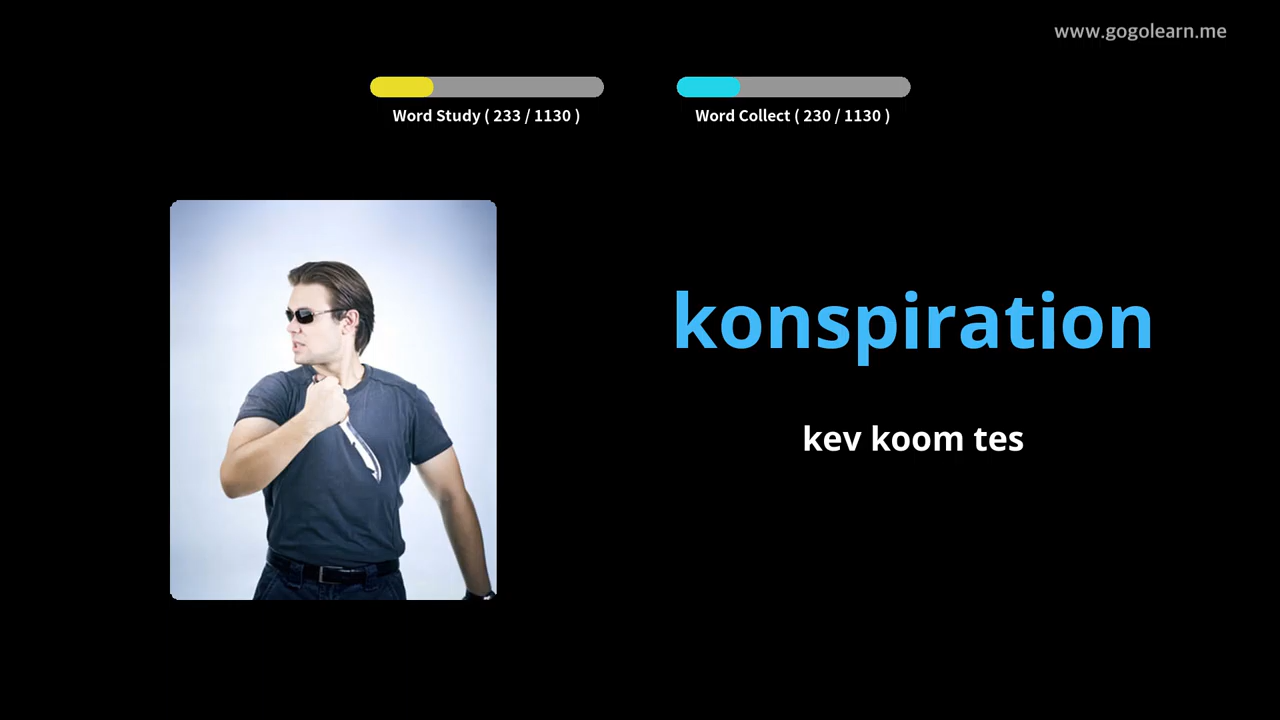 www.gogolearn.me
Word Study ( 233 / 1130 )
Word Collect ( 230 / 1130 )
konspiration
kev koom tes